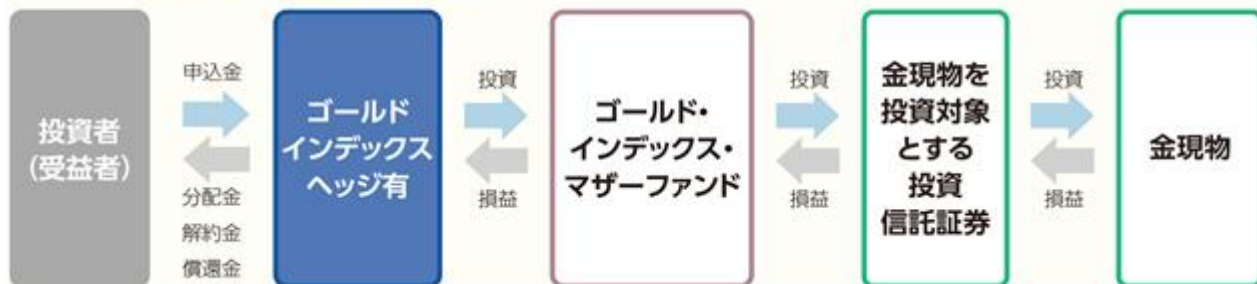 投資者
(受益者)
申込金
分配金
解約金
償還金
ゴールド
インデックス
ヘッジ有
投資
損益
ゴールド・
インデックス・
マザーファンド
投資
損益
金現物を
投資対象
とする
投資
信託証券
投資
損益
金現物